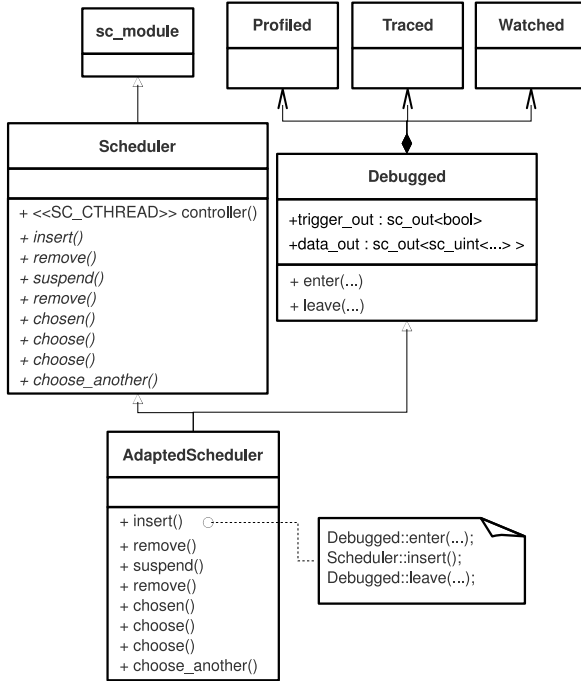 sc_module
Profiled
Traced
Watched
Scheduler
+ <<SC_CTHREAD>> controller()
+ insert()
+ remove()
+ suspend()
+ remove()
+ chosen()
+ choose()
+ choose()
+ choose_another()
Debugged
+trigger_out : sc_out<bool>
+data_out : sc_out<sc_uint<...> >
+ enter(...)
+ leave(...)
AdaptedScheduler
+ insert()
+ remove()
+ suspend()
+ remove()
+ chosen()
+ choose()
+ choose()
+ choose_another()
Debugged::enter(...);
Scheduler::insert();
Debugged::leave(...);